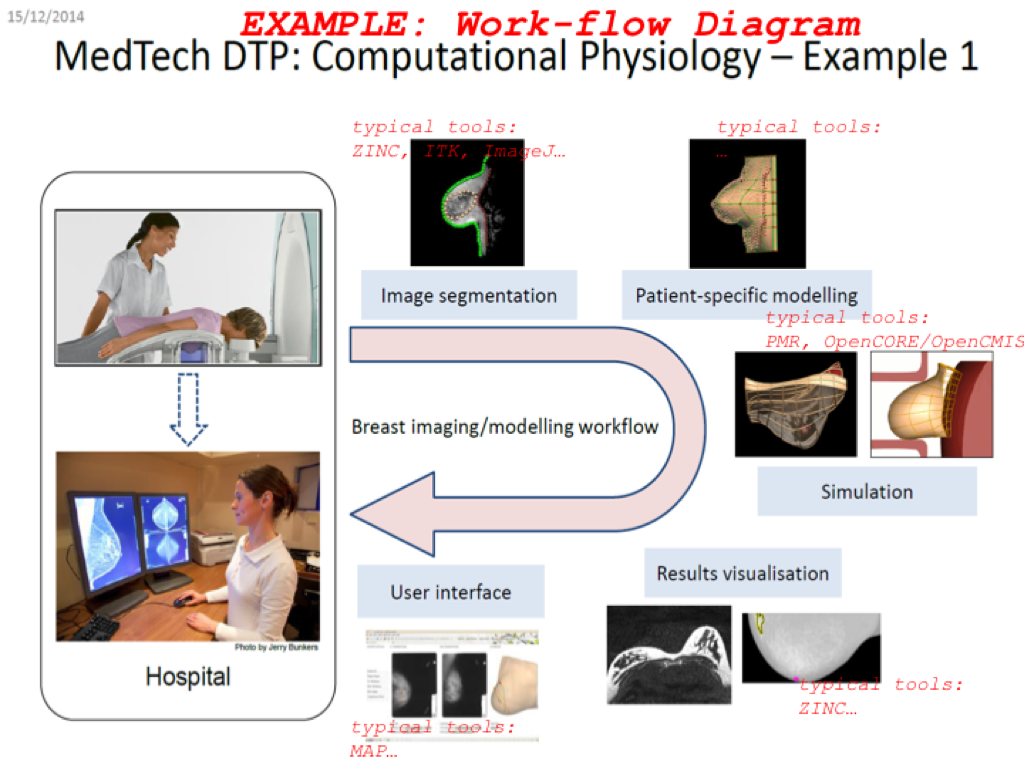 15/12/2014
EXAMPLE: Work-flow Diagram
MedTech DTP: Computational Physiology – Example 1
typical tools:
ZINC, ITK, ImageJ…
typical tools:
…
Image segmentation
Patient-specific modelling
typical tools:
PMR, OpenCORE/OpenCMIS
Breast imaging/modelling workflow
Simulation
Results visualisation
User interface
Photo by Jerry Bunkers
Hospital
typical tools:
ZINC…
typical tools:
MAP…